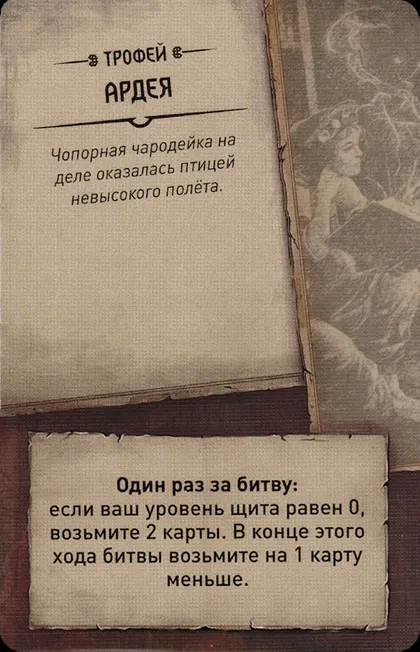 ТРОФЕЙ
АРДЕЯ
Чопорная чародейка на
деле оказалась птицей
невысокого полёта.
Один раз за битву:
если ваш уровень щита равен 0,
возьмите 2 карты. В конце этого
хода битвы возьмите на 1 карту
меньше.